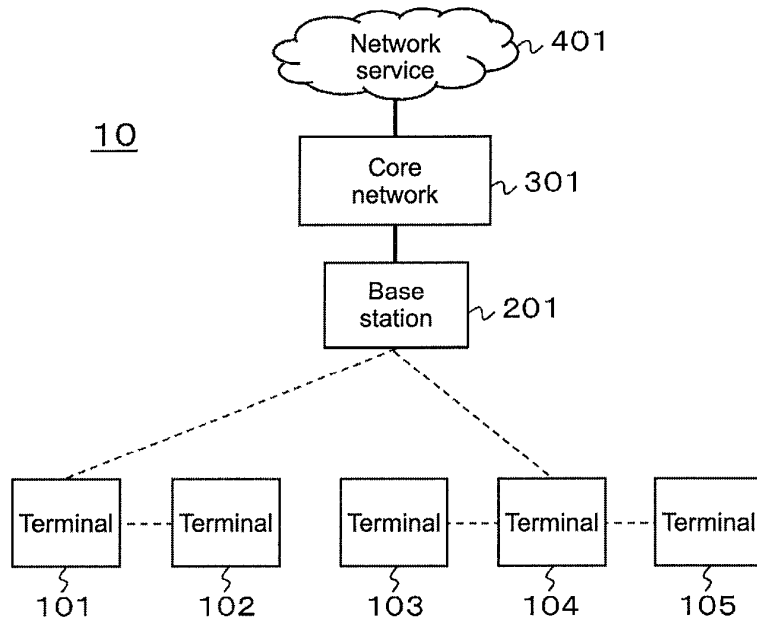 Network
service
401
10
Core
network
301
Base
station
201
Terminal
Terminal
Terminal
Terminal
Terminal
101
102
103
104
105